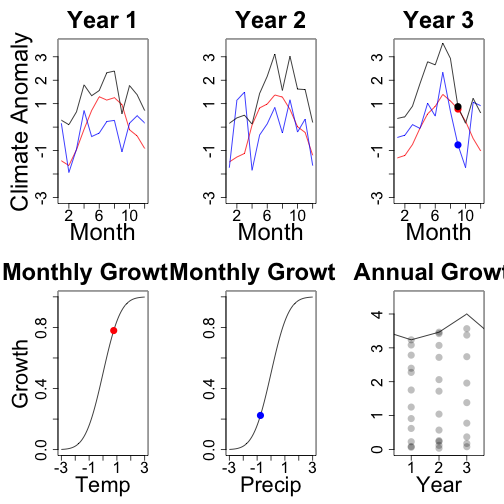 Year 1
Year 2
Year 3
Climate Anomaly
-3 -1 1 3
2 6 10
Month
-3 -1 1 3
2 6 10
Month
-3 -1 1 3
2 6 10
Month
Monthly Growt
Monthly Growt
Annual Growt
Growth
0.0 0.4 0.8
-3 -1 1 3
Temp
0.0 0.4 0.8
-3 -1 1 3
Precip
0 1 2 3 4
1 2 3
Year